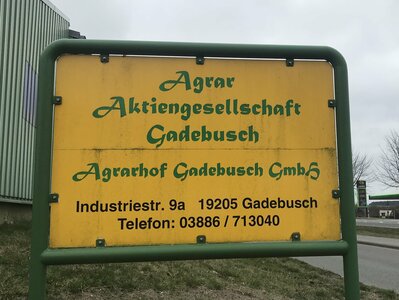 Agrar
Aktiengesellschaft
Gadebusch
Agrarhof Gadebusch GmbH
Industriestr. 9a 19205 Gadebusch
Telefon: 03886 / 713040